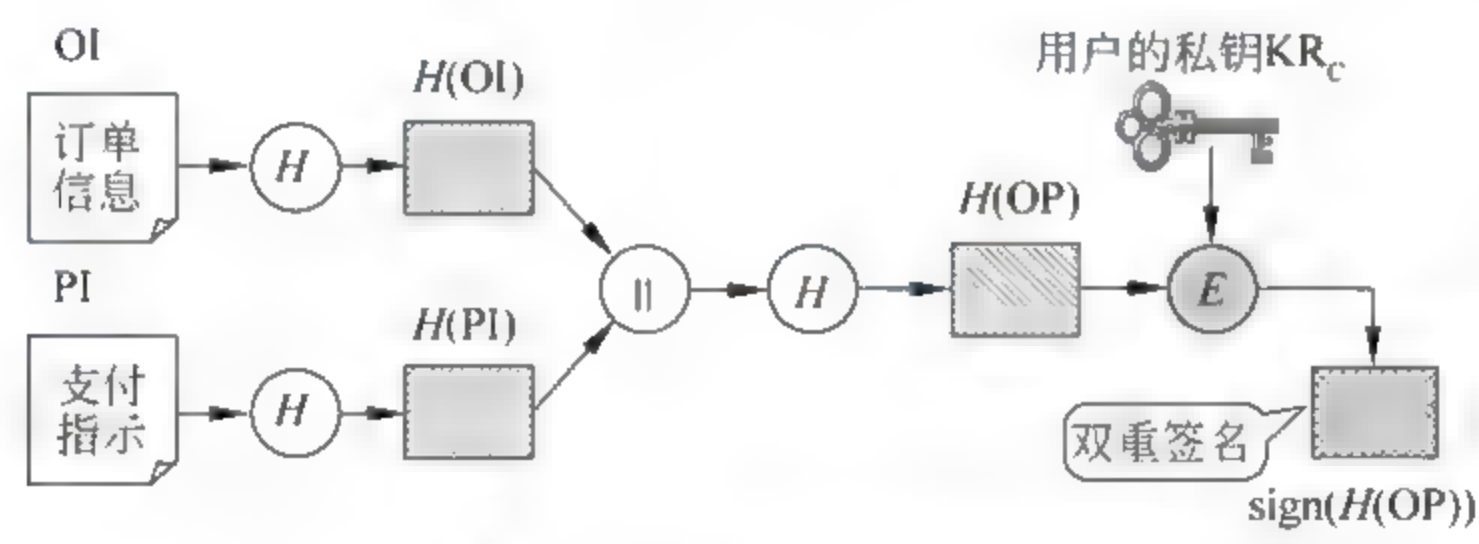 OI
订单
信息
H
H(OI)
PI
支付
指示
H
H(PI)
||
H
H(OP)
用户的私钥KRc
E
双重签名
sign(H(OP))